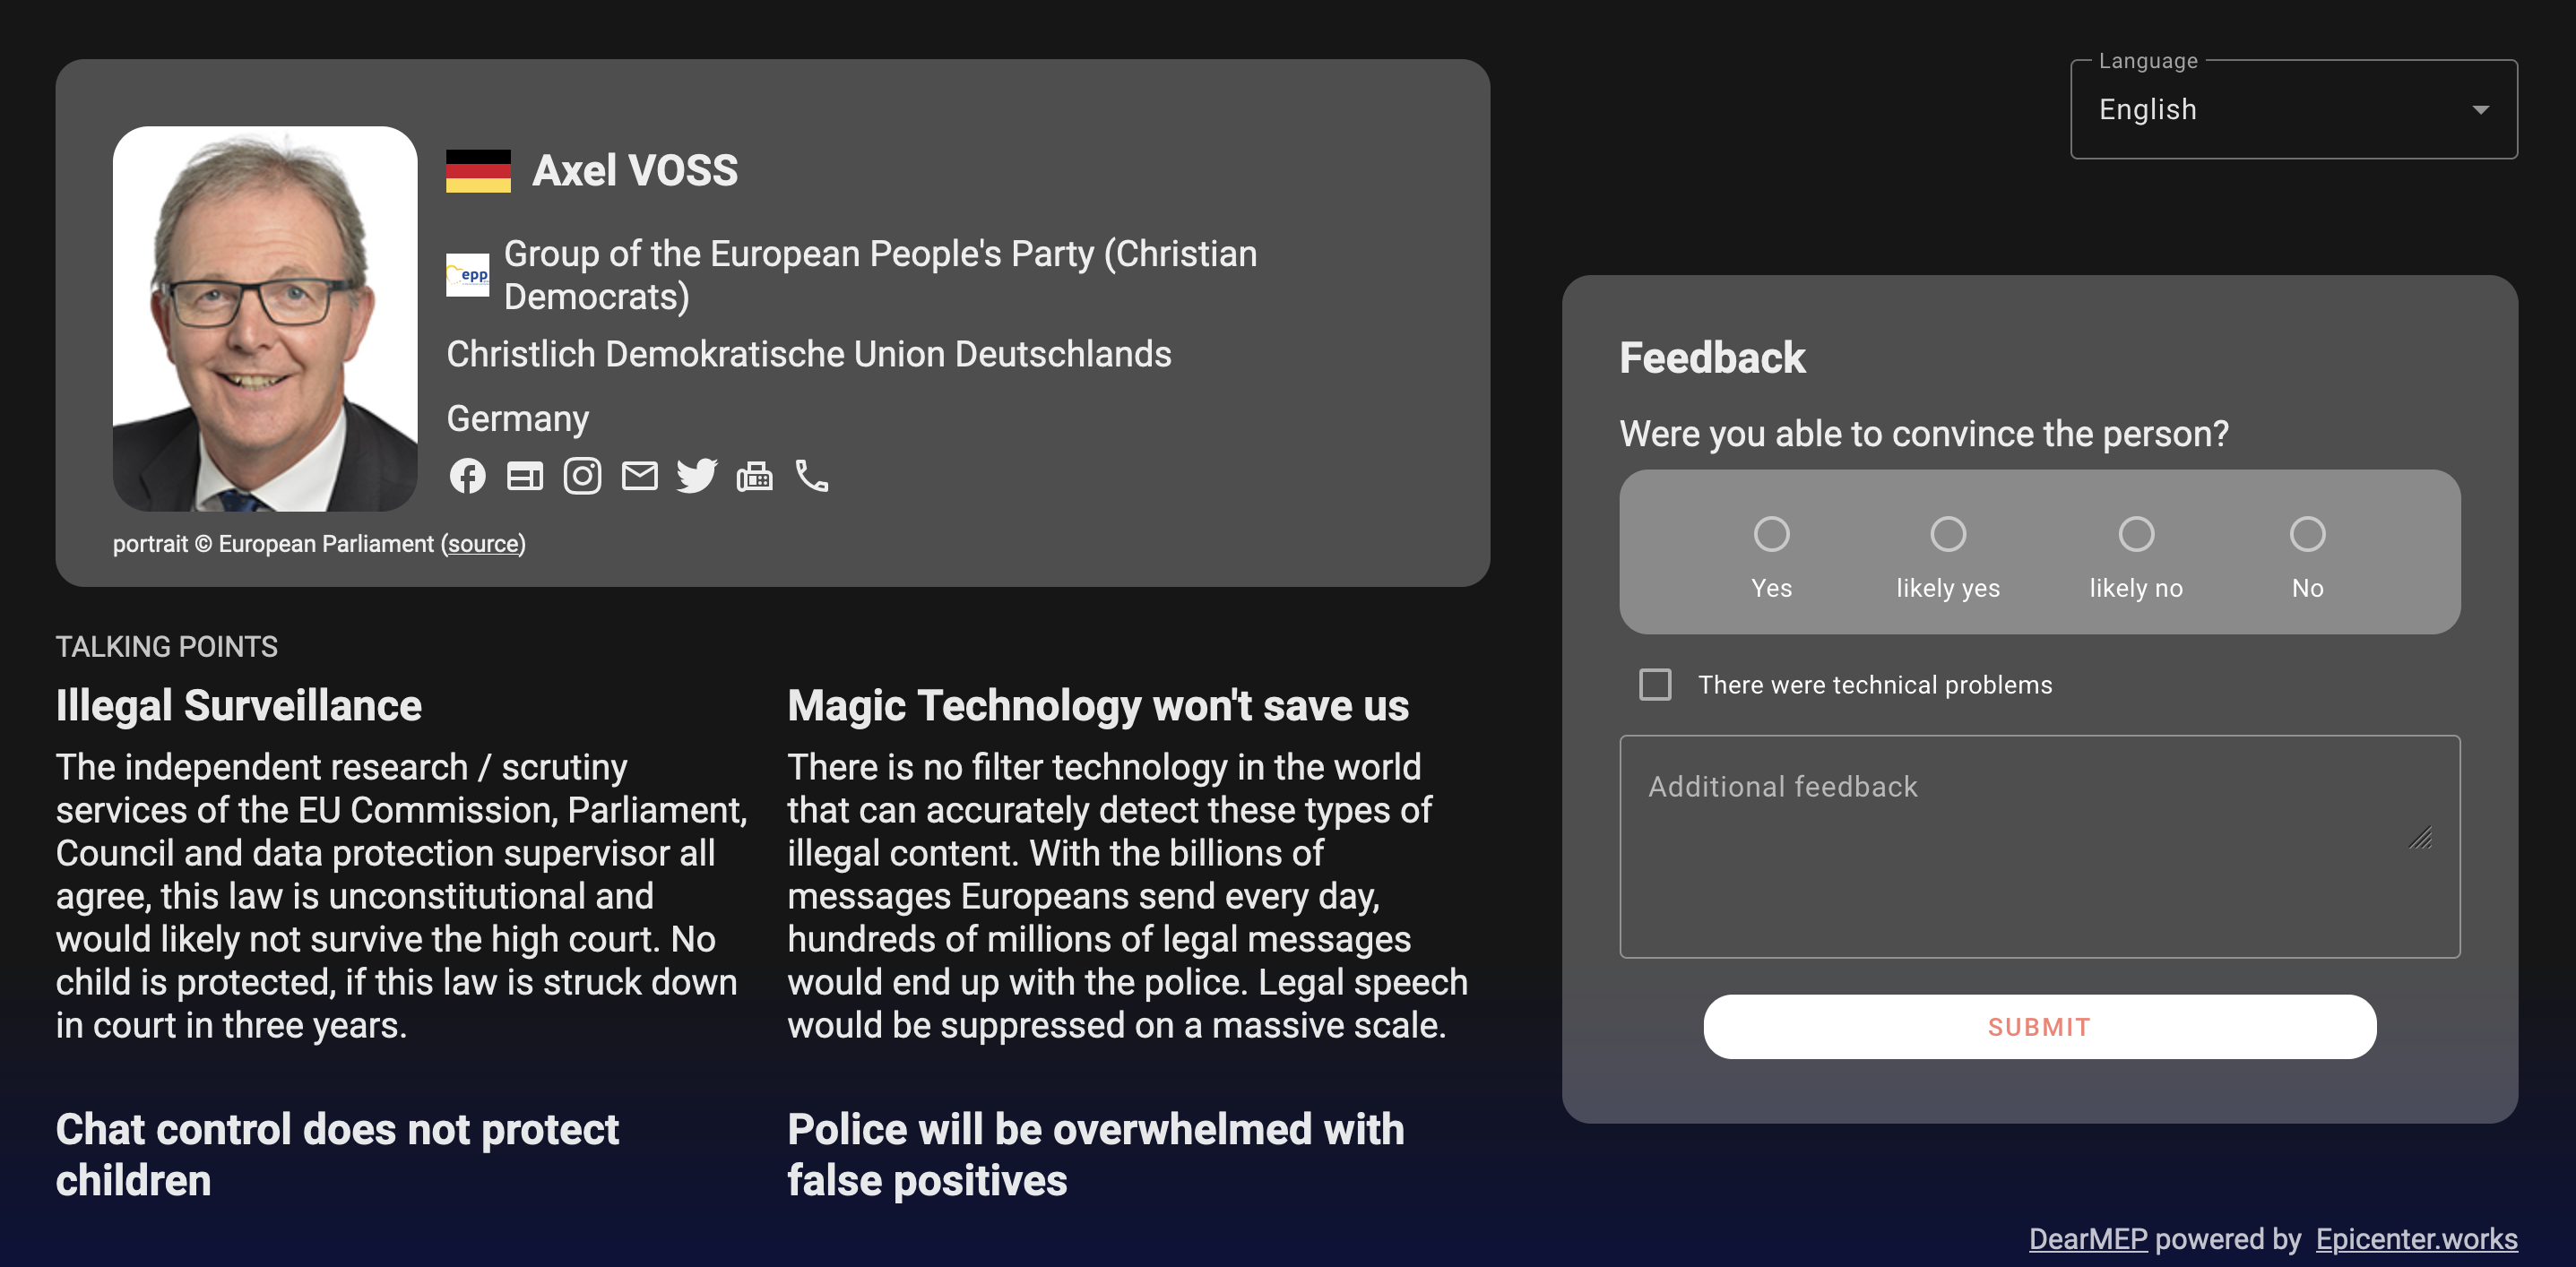 Language
English
Axel VOSS
epp
Group of the European People's Party (Christian
Democrats)
Christlich Demokratische Union Deutschlands
Germany
portrait © European Parliament (source)
TALKING POINTS
Illegal Surveillance
The independent research / scrutiny
services of the EU Commission, Parliament,
Council and data protection supervisor all
agree, this law is unconstitutional and
would likely not survive the high court. No
child is protected, if this law is struck down
in court in three years.
Magic Technology won't save us
There is no filter technology in the world
that can accurately detect these types of
illegal content. With the billions of
messages Europeans send every day,
hundreds of millions of legal messages
would end up with the police. Legal speech
would be suppressed on a massive scale.
Chat control does not protect
children
Police will be overwhelmed with
false positives
Feedback
Were you able to convince the person?
Yes
likely yes
likely no
No
There were technical problems
Additional feedback
SUBMIT
DearMEP powered by Epicenter.works